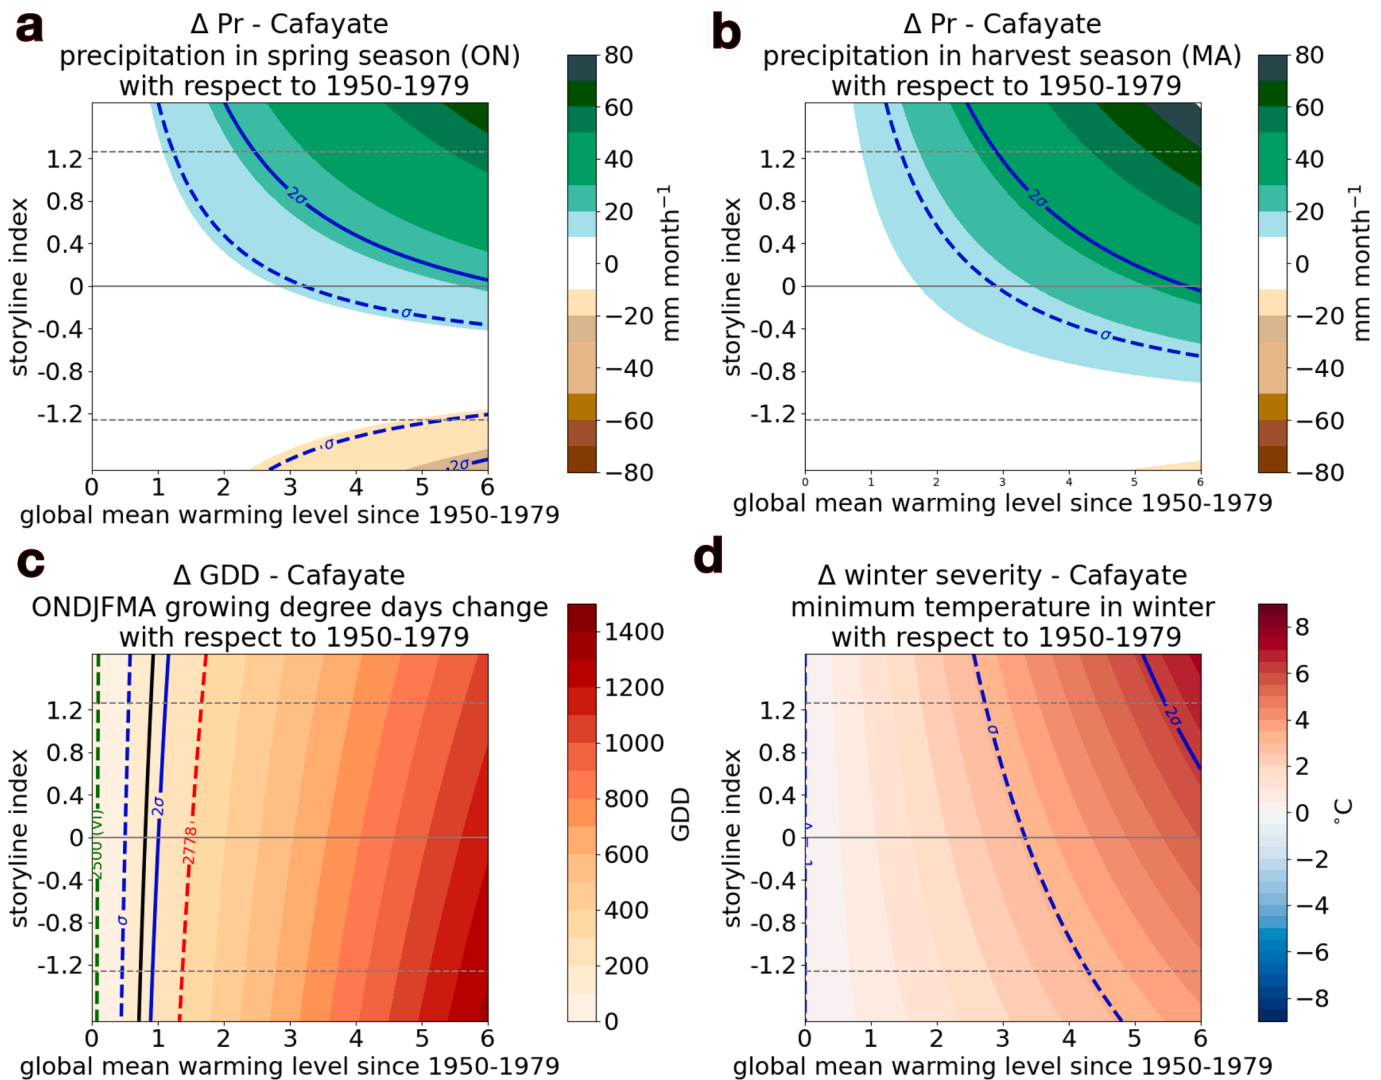 a
Δ Pr - Cafayate
precipitation in spring season (ON)
with respect to 1950-1979
storyline index
1.2
0.8
0.4
0
-0.4
-0.8
-1.2
2σ
σ
σ
2σ
0 1 2 3 4 5 6
global mean warming level since 1950-1979
80
60
40
20
0
−20
−40
−60
−80
mm month−1
b
Δ Pr - Cafayate
precipitation in harvest season (MA)
with respect to 1950-1979
storyline index
1.2
0.8
0.4
0
-0.4
-0.8
-1.2
2σ
σ
0 1 2 3 4 5 6
global mean warming level since 1950-1979
80
60
40
20
0
−20
−40
−60
−80
mm month−1
c
Δ GDD - Cafayate
ONDJFMA growing degree days change
with respect to 1950-1979
storyline index
1.2
0.8
0.4
0
-0.4
-0.8
-1.2
2500 (VI)
σ
2σ
2778
0 1 2 3 4 5 6
global mean warming level since 1950-1979
1400
1200
1000
800
600
400
200
0
GDD
d
Δ winter severity - Cafayate
minimum temperature in winter
with respect to 1950-1979
storyline index
1.2
0.8
0.4
0
-0.4
-0.8
-1.2
σ
2σ
0 1 2 3 4 5 6
global mean warming level since 1950-1979
8
6
4
2
0
−2
−4
−6
−8
°C